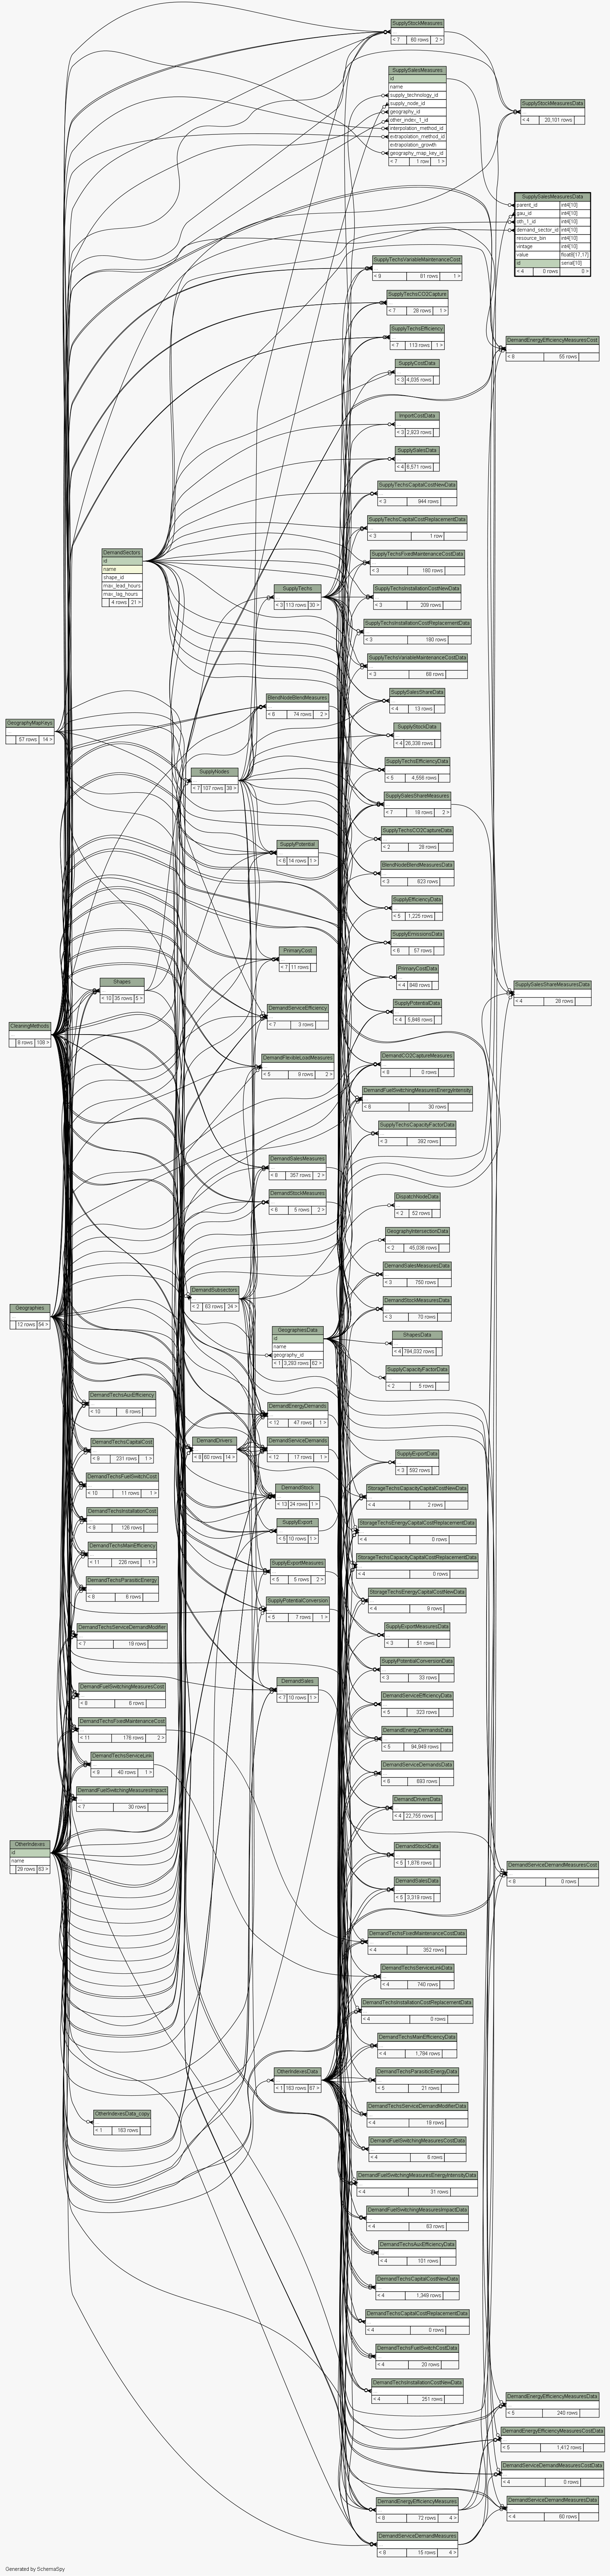 SupplyStockMeasures
< 7 60 rows 2 >
SupplySalesMeasures
id
name
supply_technology_id
supply_node_id
geography_id
other_index_1_id
interpolation_method_id
extrapolation_method_id
extrapolation_growth
geography_map_key_id
< 7 1 row 1 >
SupplyStockMeasuresData
< 4 20,101 rows
SupplySalesMeasuresData
parent_id int4[10]
gau_id int4[10]
oth_1_id int4[10]
demand_sector_id int4[10]
resource_bin int4[10]
vintage int4[10]
value float8[17,17]
id serial[10]
< 4 0 rows 0 >
SupplyTechsVariableMaintenanceCost
< 8 81 rows 1 >
SupplyTechsCO2Capture
< 7 28 rows 1 >
SupplyTechsEfficiency
< 7 113 rows 1 >
DemandEnergyEfficiencyMeasuresCost
< 8 55 rows
SupplyCostData
< 3 4,035 rows
ImportCostData
< 3 2,923 rows
SupplySalesData
< 4 6,571 rows
SupplyTechsCapitalCostNewData
< 3 944 rows
SupplyTechsCapitalCostReplacementData
< 3 1 row
DemandSectors
id
name
shape_id
max_lead_hours
max_lag_hours
4 rows 21 >
SupplyTechsFixedMaintenanceCostData
< 3 180 rows
SupplyTechs
< 3 113 rows 30 >
SupplyTechsInstallationCostNewData
< 3 209 rows
SupplyTechsInstallationCostReplacementData
< 3 180 rows
SupplyTechsVariableMaintenanceCostData
< 3 88 rows
BlendNodeBlendMeasures
< 6 74 rows 2 >
SupplySalesShareData
< 4 13 rows
GeographyMapKeys
67 rows 14 >
SupplyStockData
< 4 26,338 rows
SupplyNodes
< 7 107 rows 38 >
SupplyTechsEfficiencyData
< 5 4,558 rows
SupplySalesShareMeasures
< 7 18 rows 2 >
SupplyTechsCO2CaptureData
< 2 28 rows
SupplyPotential
< 6 14 rows 1 >
BlendNodeBlendMeasuresData
< 3 623 rows
SupplyEfficiencyData
< 5 1,225 rows
SupplyEmissionsData
< 6 57 rows
PrimaryCost
< 7 11 rows
PrimaryCostData
< 4 848 rows
Shapes
< 10 35 rows 5 >
SupplySalesShareMeasuresData
< 4 28 rows
DemandServiceEfficiency
< 7 3 rows
SupplyPotentialData
< 4 5,846 rows
CleaningMethods
8 rows 108 >
DemandFlexibleLoadMeasures
< 5 9 rows 2 >
DemandCO2CaptureMeasures
< 8 0 rows
DemandFuelSwitchingMeasuresEnergyIntensity
< 6 30 rows
SupplyTechsCapacityFactorData
< 3 392 rows
DemandSalesMeasures
< 8 357 rows 2 >
DemandStockMeasures
< 6 5 rows 2 >
DispatchNodeData
< 2 52 rows
GeographyIntersectionData
< 2 45,036 rows
DemandSalesMeasuresData
< 3 750 rows
DemandSubsectors
< 2 63 rows 24 >
DemandStockMeasuresData
< 3 70 rows
Geographies
12 rows 54 >
GeographiesData
id
name
geography_id
< 1 3,293 rows 62 >
ShapesData
< 4 784,032 rows
SupplyCapacityFactorData
< 2 5 rows
DemandTechsAuxEfficiency
< 10 6 rows
DemandEnergyDemands
< 12 47 rows 1 >
DemandTechsCapitalCost
< 9 231 rows 1 >
DemandDrivers
< 8 60 rows 14 >
DemandServiceDemands
< 12 17 rows 1 >
SupplyExportData
< 3 592 rows
DemandTechsFuelSwitchCost
< 10 11 rows 1 >
DemandStock
< 13 24 rows 1 >
StorageTechsCapacityCapitalCostNewData
< 4 2 rows
DemandTechsInstallationCost
< 9 126 rows
SupplyExport
< 5 10 rows 1 >
StorageTechsEnergyCapitalCostReplacementData
< 4 0 rows
DemandTechsMainEfficiency
< 11 226 rows 1 >
SupplyExportMeasures
< 5 5 rows 2 >
StorageTechsCapacityCapitalCostReplacementData
< 4 0 rows
DemandTechsParasiticEnergy
< 8 6 rows
SupplyPotentialConversion
< 5 7 rows 1 >
StorageTechsEnergyCapitalCostNewData
< 4 9 rows
DemandTechsServiceDemandModifier
< 7 19 rows
SupplyExportMeasuresData
< 3 51 rows
SupplyPotentialConversionData
< 3 33 rows
DemandFuelSwitchingMeasuresCost
< 8 6 rows
DemandSales
< 7 10 rows 1 >
DemandServiceEfficiencyData
< 5 323 rows
DemandTechsFixedMaintenanceCost
< 11 176 rows 2 >
DemandEnergyDemandsData
< 5 94,949 rows
DemandTechsServiceLink
< 9 40 rows 1 >
DemandServiceDemandsData
< 6 693 rows
DemandFuelSwitchingMeasuresImpact
< 7 30 rows
DemandDriversData
< 4 22,755 rows
OtherIndexes
id
name
29 rows 63 >
DemandStockData
< 5 1,676 rows
DemandSalesData
< 5 3,319 rows
DemandServiceDemandMeasuresCost
< 8 0 rows
DemandTechsFixedMaintenanceCostData
< 4 352 rows
DemandTechsServiceLinkData
< 4 740 rows
DemandTechsInstallationCostReplacementData
< 4 0 rows
DemandTechsMainEfficiencyData
< 4 1,794 rows
OtherIndexesData
< 1 163 rows 67 >
DemandTechsParasiticEnergyData
< 5 21 rows
OtherIndexesData_copy
< 1 163 rows
DemandTechsServiceDemandModifierData
< 4 19 rows
DemandFuelSwitchingMeasuresCostData
< 4 6 rows
DemandFuelSwitchingMeasuresEnergyIntensityData
< 4 31 rows
DemandFuelSwitchingMeasuresImpactData
< 4 63 rows
DemandTechsAuxEfficiencyData
< 4 101 rows
DemandTechsCapitalCostNewData
< 4 1,349 rows
DemandTechsCapitalCostReplacementData
< 4 0 rows
DemandTechsFuelSwitchCostData
< 4 20 rows
DemandTechsInstallationCostNewData
< 4 251 rows
DemandEnergyEfficiencyMeasuresData
< 5 240 rows
DemandEnergyEfficiencyMeasuresCostData
< 5 1,412 rows
DemandServiceDemandMeasuresCostData
< 4 0 rows
DemandEnergyEfficiencyMeasures
< 8 72 rows 4 >
DemandServiceDemandMeasuresData
< 4 60 rows
DemandServiceDemandMeasures
< 8 15 rows 4 >
Generated by SchemaSpy